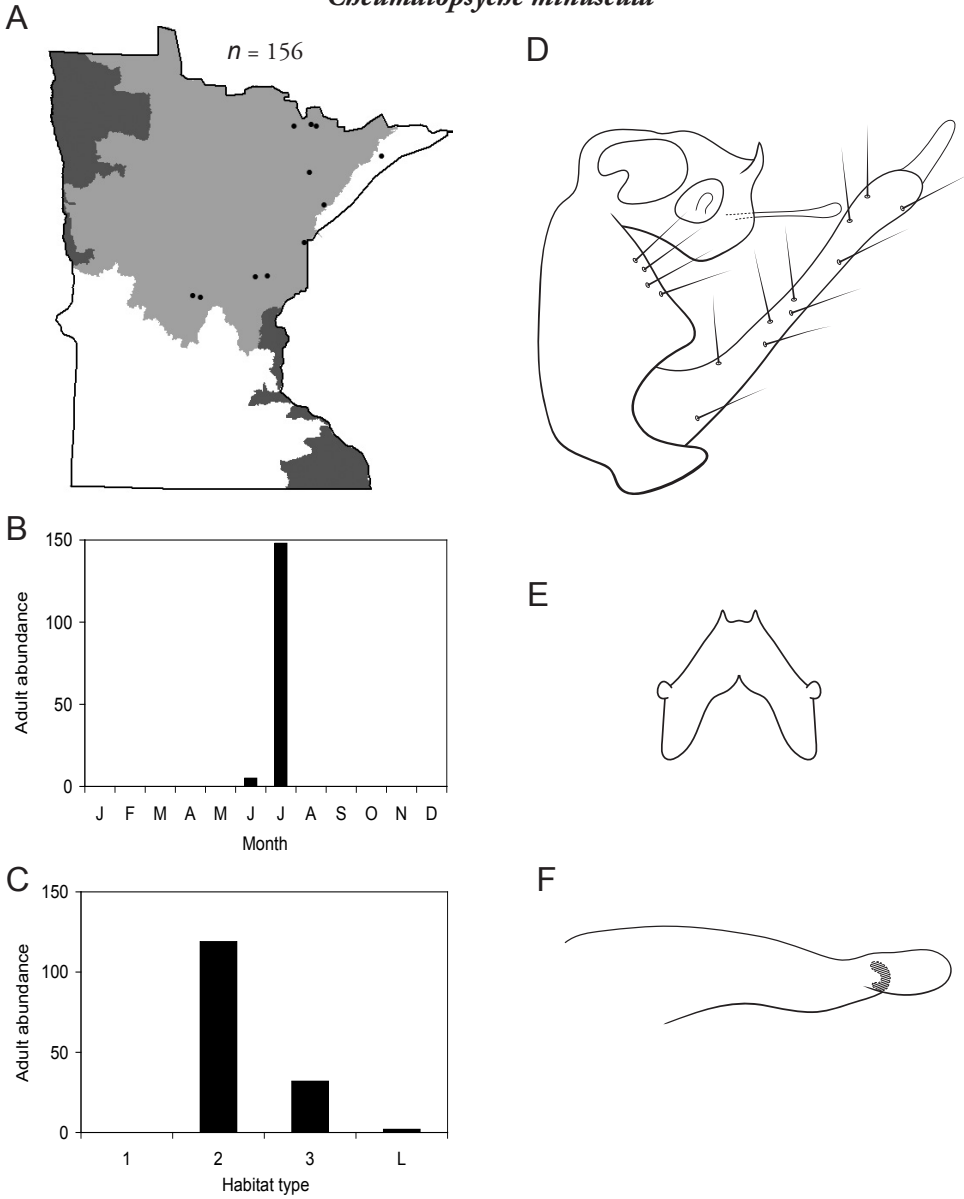 Cheumatopsyche minuscula
A
n = 156
D
B
150
100
50
0
Adult abundance
J F M A M J J A S O N D
Month
E
C
150
100
50
0
Adult abundance
1 2 3 L
Habitat type
F